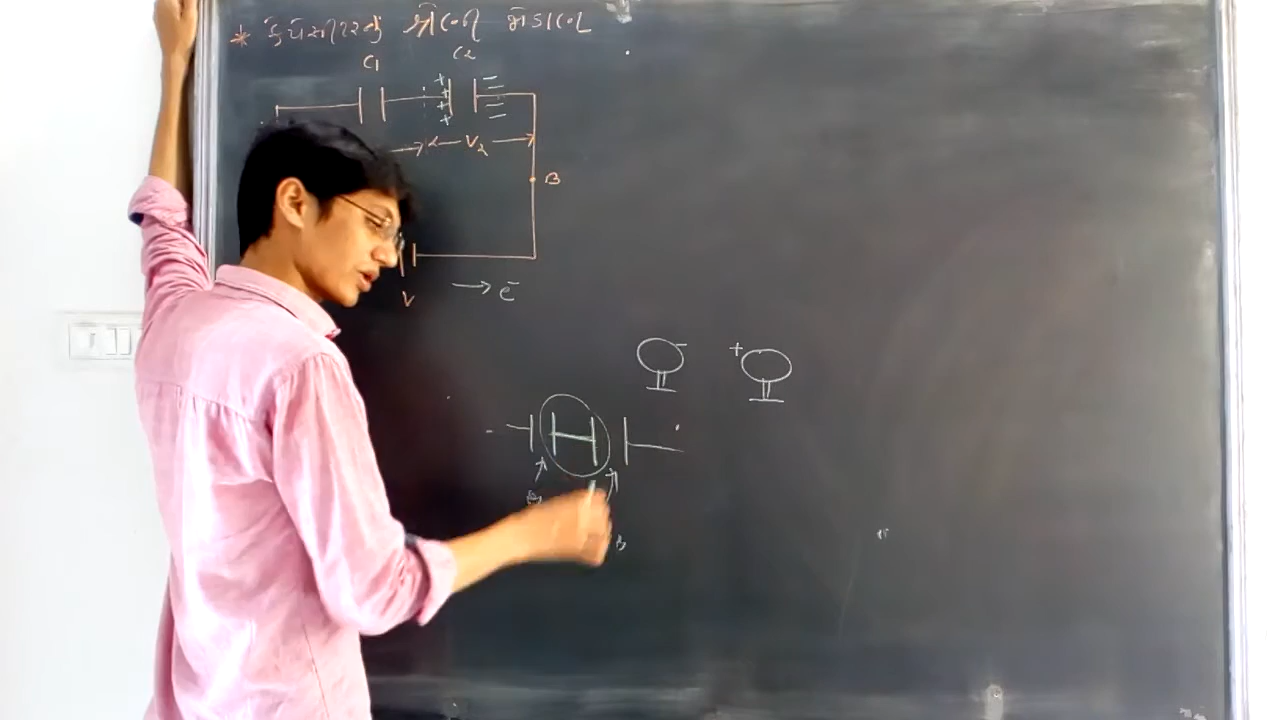 * કેપેસીટરનું શ્રેણી જોડાણ
C₁ C₂
+ + + +
V₂
B
V → e⁻
- +
B